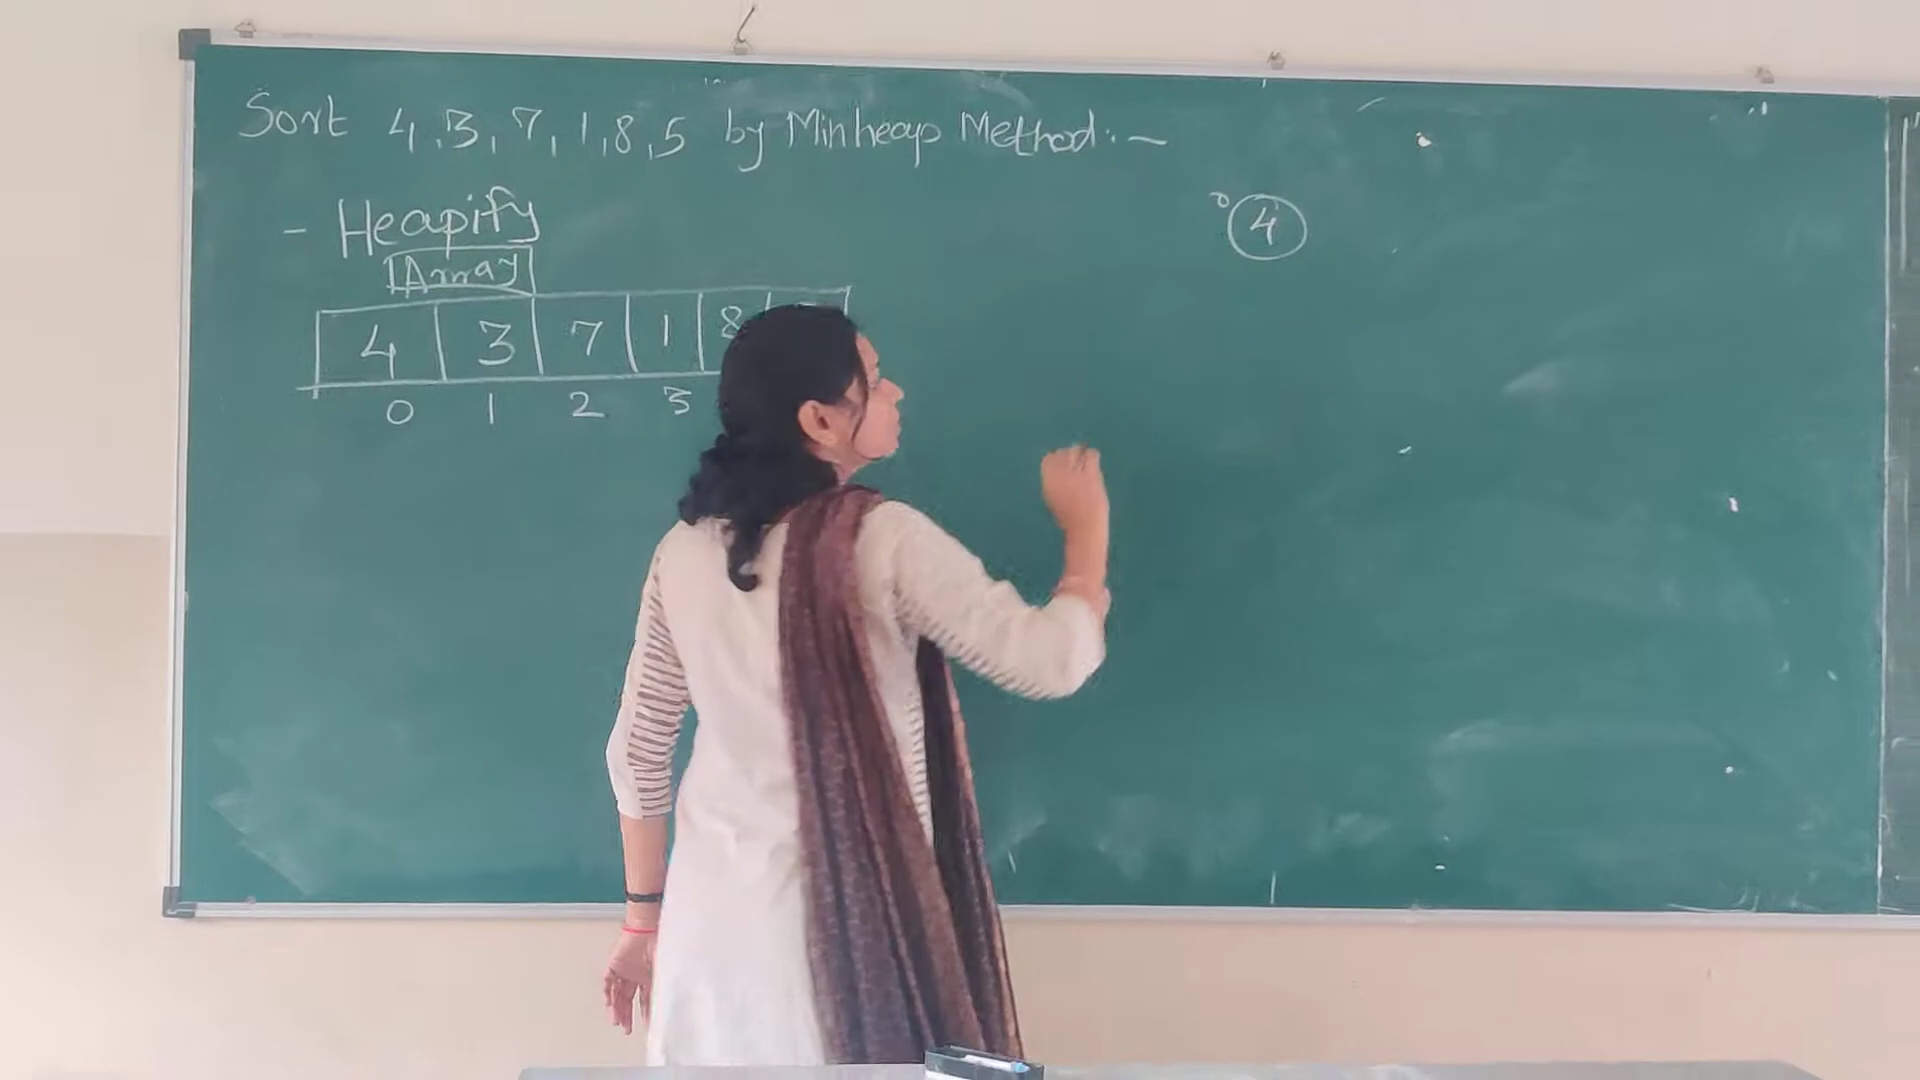 Sort 4,3,7,1,8,5 by Minheap Method:-
- Heapify
Array
4 3 7 1 8
0 1 2 3
0 4